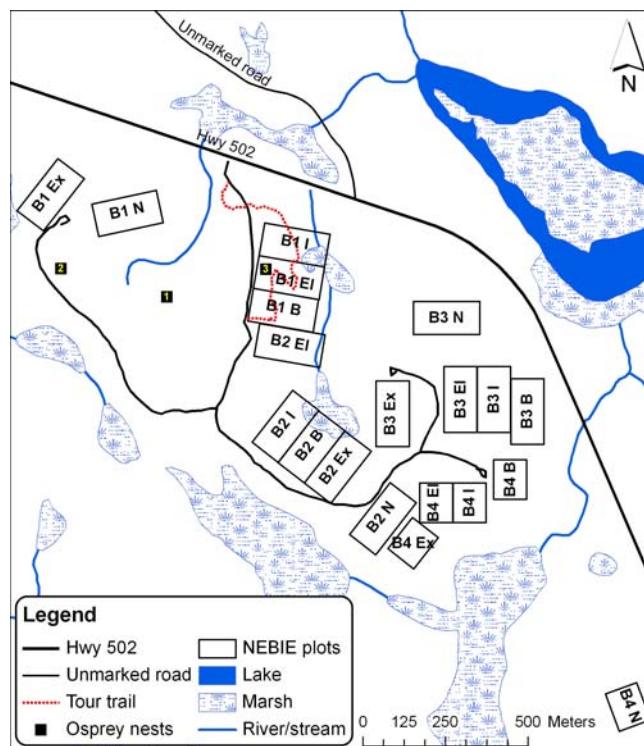 Unmarked road
N
Hwy 502
B1 Ex
B1 N
B1 I
2
3
B1 EI
1
B1 B
B3 N
B2 EI
B3 EI
B3 I
B3 B
B3 Ex
B2 I
B2 B
B2 Ex
B4 B
B4 EI
B4 I
B2 N
B4 Ex
Legend
Hwy 502
NEBIE plots
Unmarked road
Lake
Tour trail
Marsh
Osprey nests
River/stream
B4 N
0 125 250 500 Meters